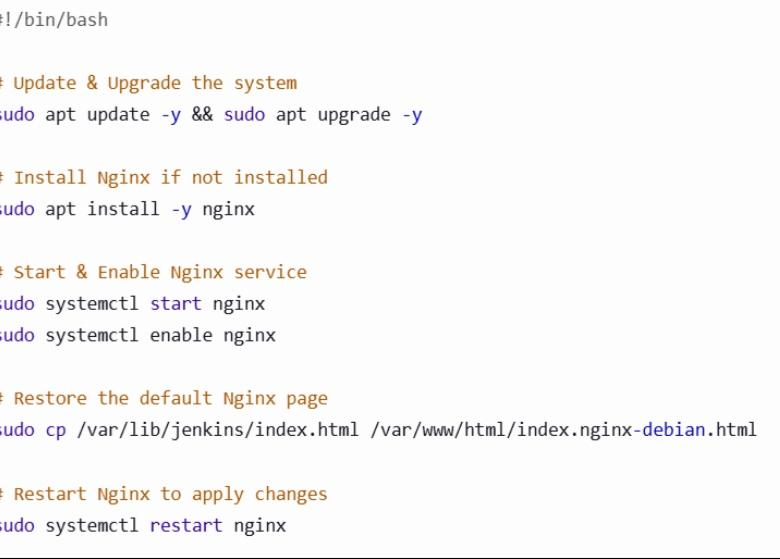 #!/bin/bash
# Update & Upgrade the system
sudo apt update -y && sudo apt upgrade -y
# Install Nginx if not installed
sudo apt install -y nginx
# Start & Enable Nginx service
sudo systemctl start nginx
sudo systemctl enable nginx
# Restore the default Nginx page
sudo cp /var/lib/jenkins/index.html /var/www/html/index.nginx-debian.html
# Restart Nginx to apply changes
sudo systemctl restart nginx